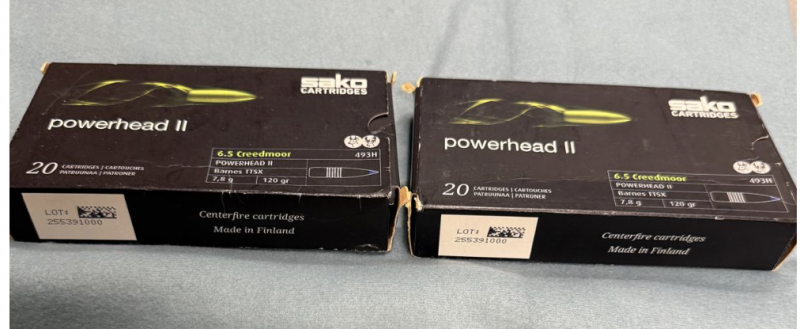 sako
CARTRIDGES
powerhead II
6.5 Creedmoor 493H
POWERHEAD II
Barnes TTSX
7,8 g 120 gr
20 CARTRIDGES / CARTOUCHES
PATRUUNAA / PATRONER
LOT:
255391000
Centerfire cartridges
Made in Finland
sako
CARTRIDGES
powerhead II
6.5 Creedmoor 493H
POWERHEAD II
Barnes TTSX
7,8 g 120 gr
20 CARTRIDGES / CARTOUCHES
PATRUUNAA / PATRONER
LOT:
255391000
Centerfire cartridges
Made in Finland